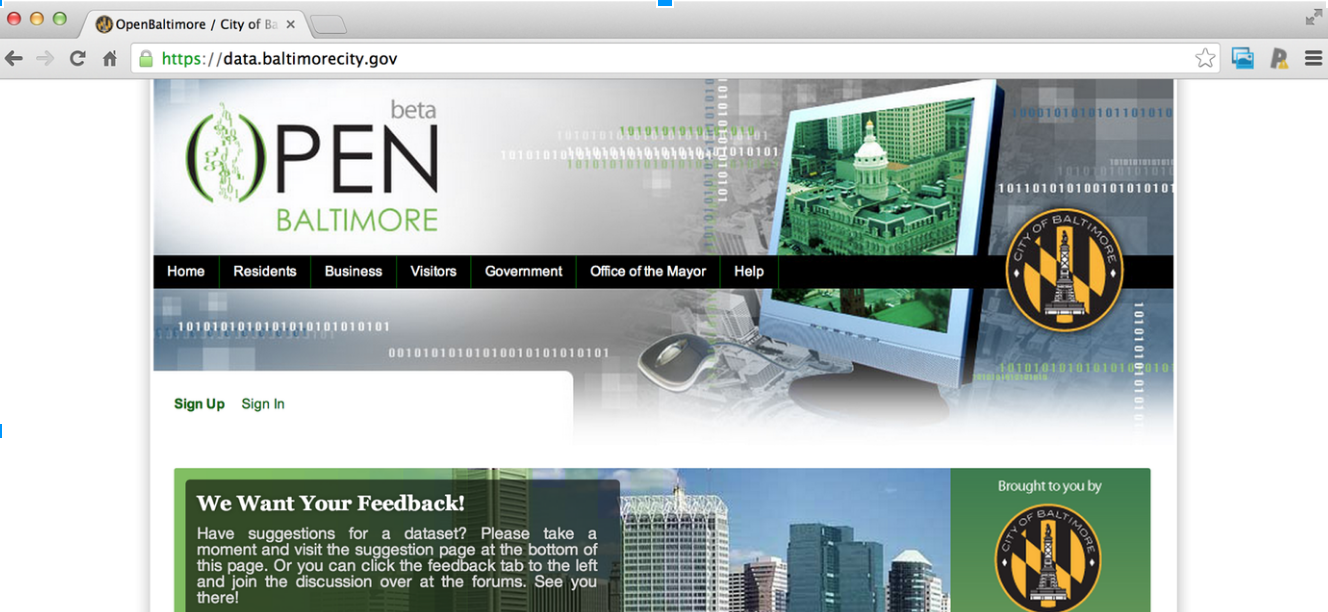 OpenBaltimore / City of Ba
https://data.baltimorecity.gov
beta
OPEN
BALTIMORE
Home Residents Business Visitors Government Office of the Mayor Help
CITY OF BALTIMORE
Sign Up Sign In
We Want Your Feedback!
Have suggestions for a dataset? Please take a
moment and visit the suggestion page at the bottom of
this page. Or you can click the feedback tab to the left
and join the discussion over at the forums. See you
there!
Brought to you by
CITY OF BALTIMORE